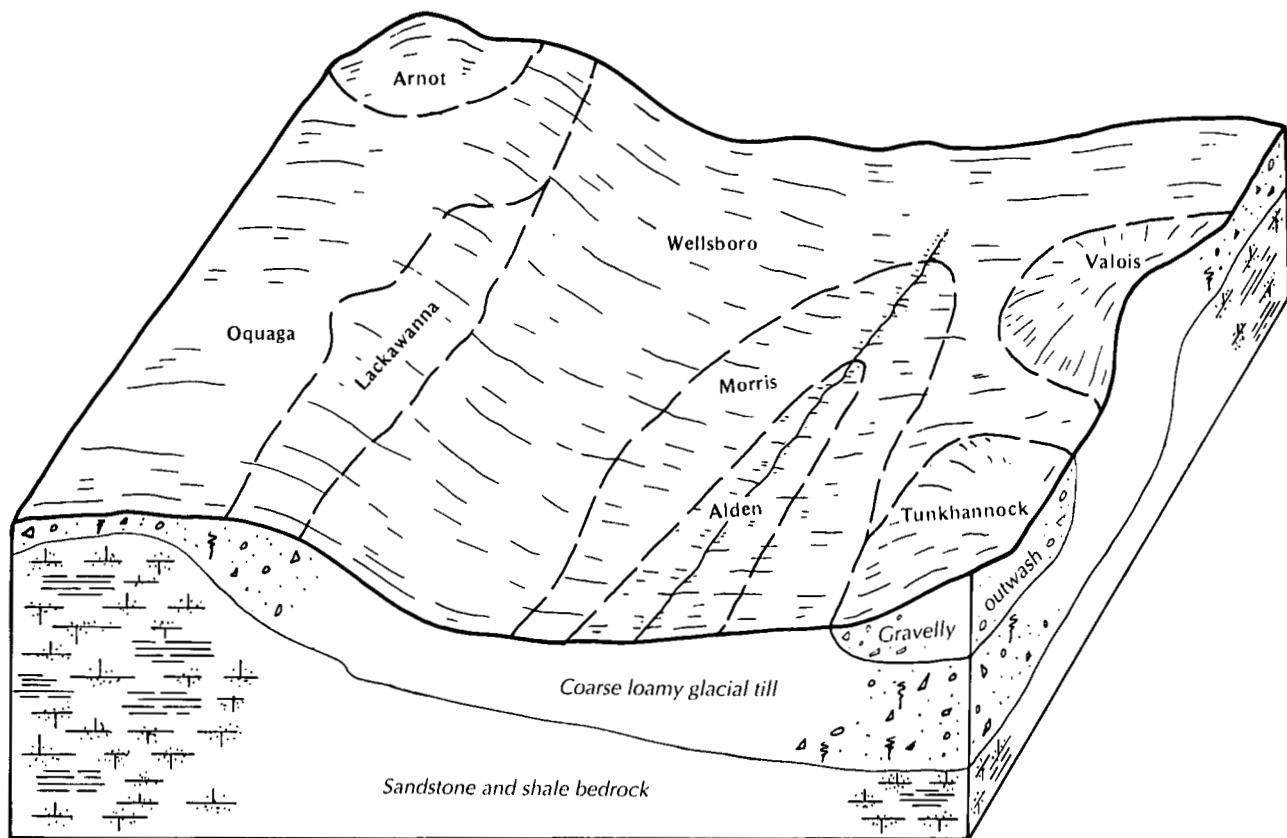 Arnot
Wellsboro
Valois
Oquaga
Lackawanna
Morris
Alden
Tunkhannock
Gravelly
outwash
Coarse loamy glacial till
Sandstone and shale bedrock